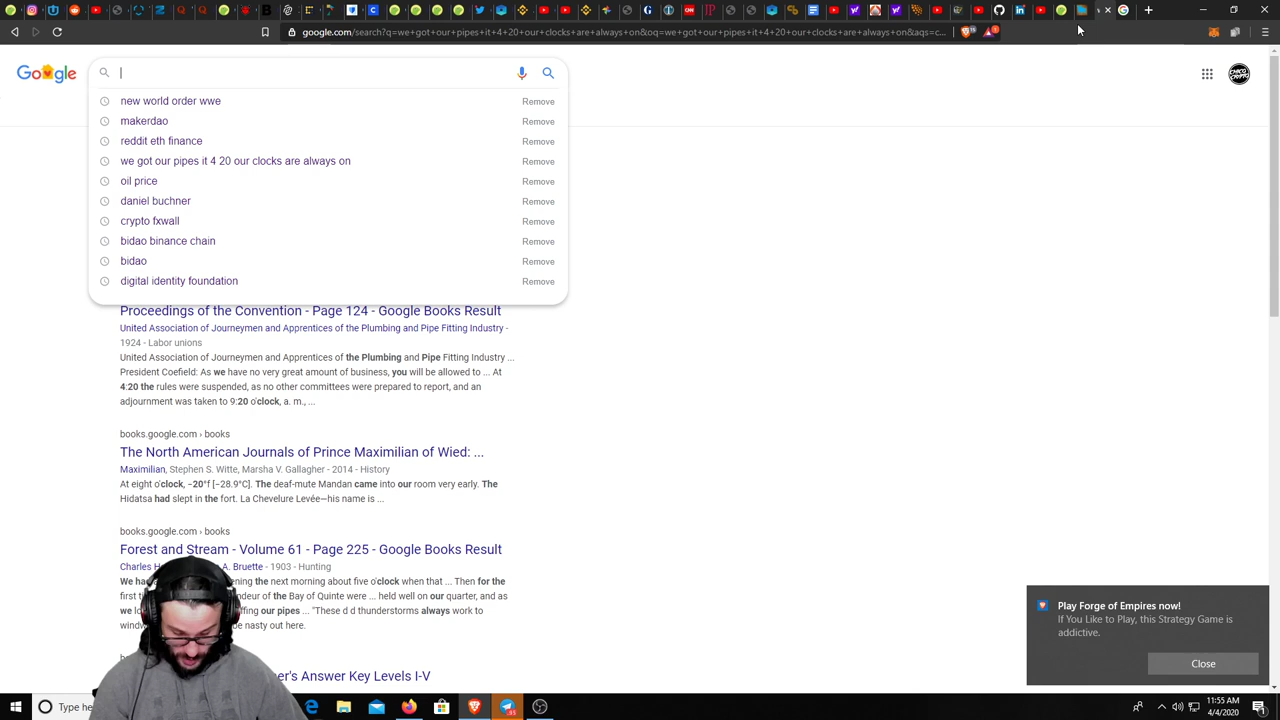 google.com/search?q=we+got+our+pipes+it+4+20+our+clocks+are+always+on&oq=we+got+our+pipes+it+4+20+our+clocks+are+always+on&aqs=c...
Google
new world order wwe Remove
makerdao Remove
reddit eth finance Remove
we got our pipes it 4 20 our clocks are always on Remove
oil price Remove
daniel buchner Remove
crypto fxwall Remove
bidao binance chain Remove
bidao Remove
digital identity foundation Remove
Proceedings of the Convention - Page 124 - Google Books Result
United Association of Journeymen and Apprentices of the Plumbing and Pipe Fitting Industry -
1924 - Labor unions
United Association of Journeymen and Apprentices of the Plumbing and Pipe Fitting Industry ...
President Coefield: As we have no very great amount of business, you will be allowed to ... At
4:20 the rules were suspended, as no other committees were prepared to report, and an
adjournment was taken to 9:20 o'clock, a. m., ...
books.google.com › books
The North American Journals of Prince Maximilian of Wied: ...
Maximilian, Stephen S. Witte, Marsha V. Gallagher - 2014 - History
At eight o'clock, −20°f [−28.9°C]. The deaf-mute Mandan came into our room very early. The
Hidatsa had slept in the fort. La Chevelure Levée—his name is ...
books.google.com › books
Forest and Stream - Volume 61 - Page 225 - Google Books Result
Charles A. Bruette - 1903 - Hunting
We had the next morning about five o'clock when that ... Then for the
first of the Bay of Quinte were ... held well on our quarter, and as
we our pipes ... "These d d thunderstorms always work to
nasty out here.
Answer Key Levels I-V
Play Forge of Empires now!
If You Like to Play, this Strategy Game is
addictive.
Close
Type he
11:55 AM
4/4/2020